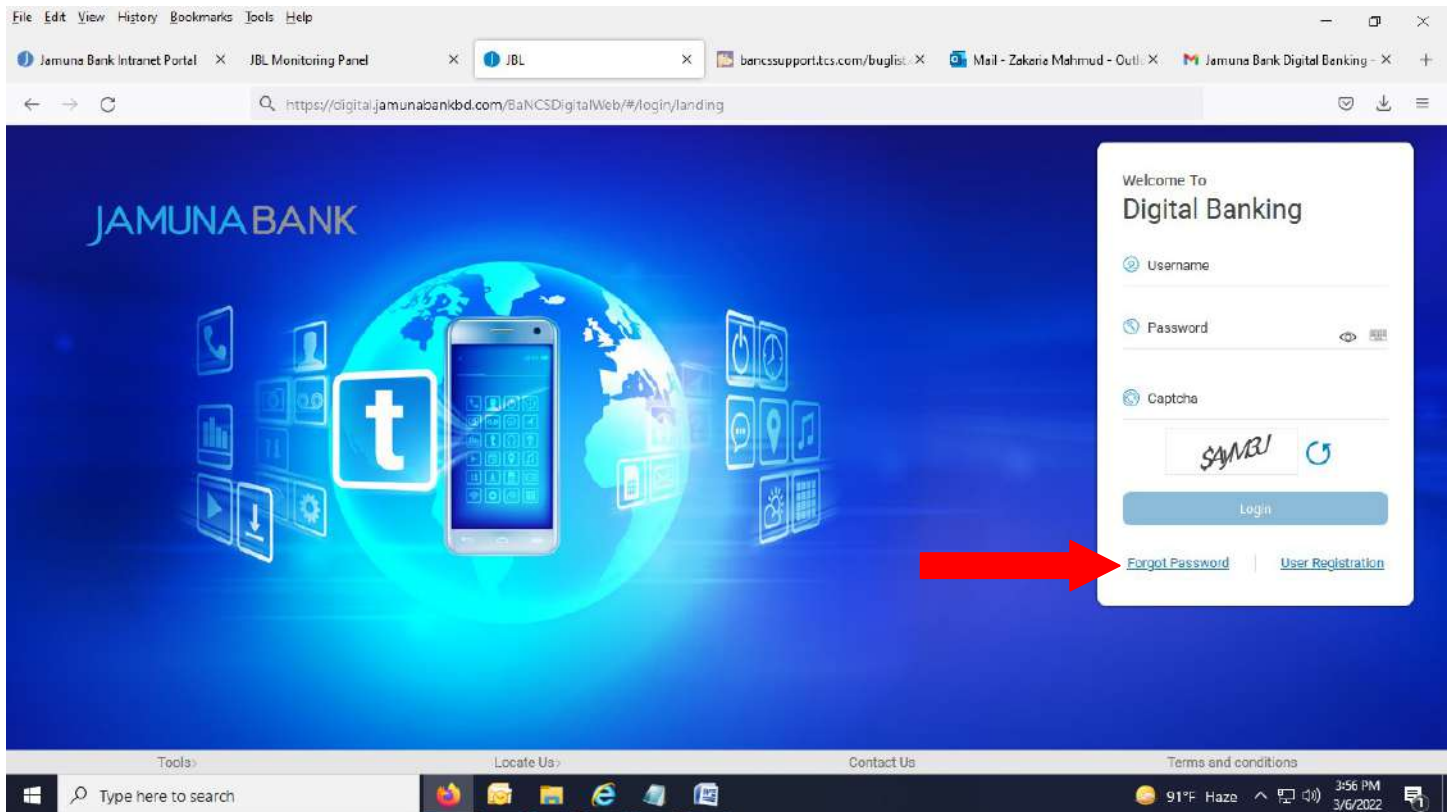 File Edit View History Bookmarks Tools Help
Jamuna Bank Intranet Portal
JBL Monitoring Panel
JBL
bancssupport.tcs.com/buglist.
Mail - Zakaria Mahmud - Outl
Jamuna Bank Digital Banking -
https://digital.jamunabankbd.com/BaNCSDigitalWeb/#/login/landing
JAMUNA BANK
t
Welcome To
Digital Banking
Username
Password
Captcha
Login
Forgot Password
User Registration
Tools>
Locate Us>
Contact Us
Terms and conditions
Type here to search
91°F Haze
3:56 PM
3/6/2022
1